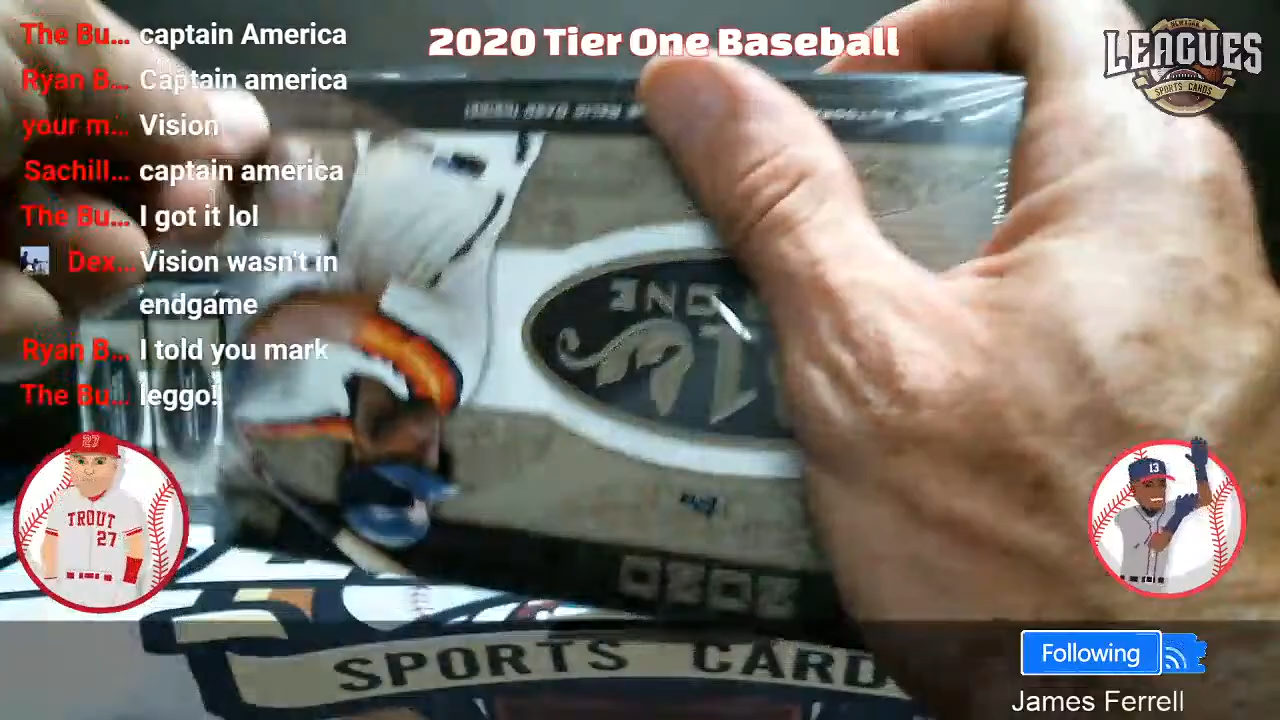 The Bu... captain America
Ryan B... Captain america
your m... Vision
Sachill... captain america
The Bu... I got it lol
Dex... Vision wasn't in
endgame
Ryan B... I told you mark
The Bu... leggo!
2020 Tier One Baseball
LEAGUES
SPORTS CARDS
ONE
2020
27
TROUT
27
13
SPORTS CARD
Following
James Ferrell